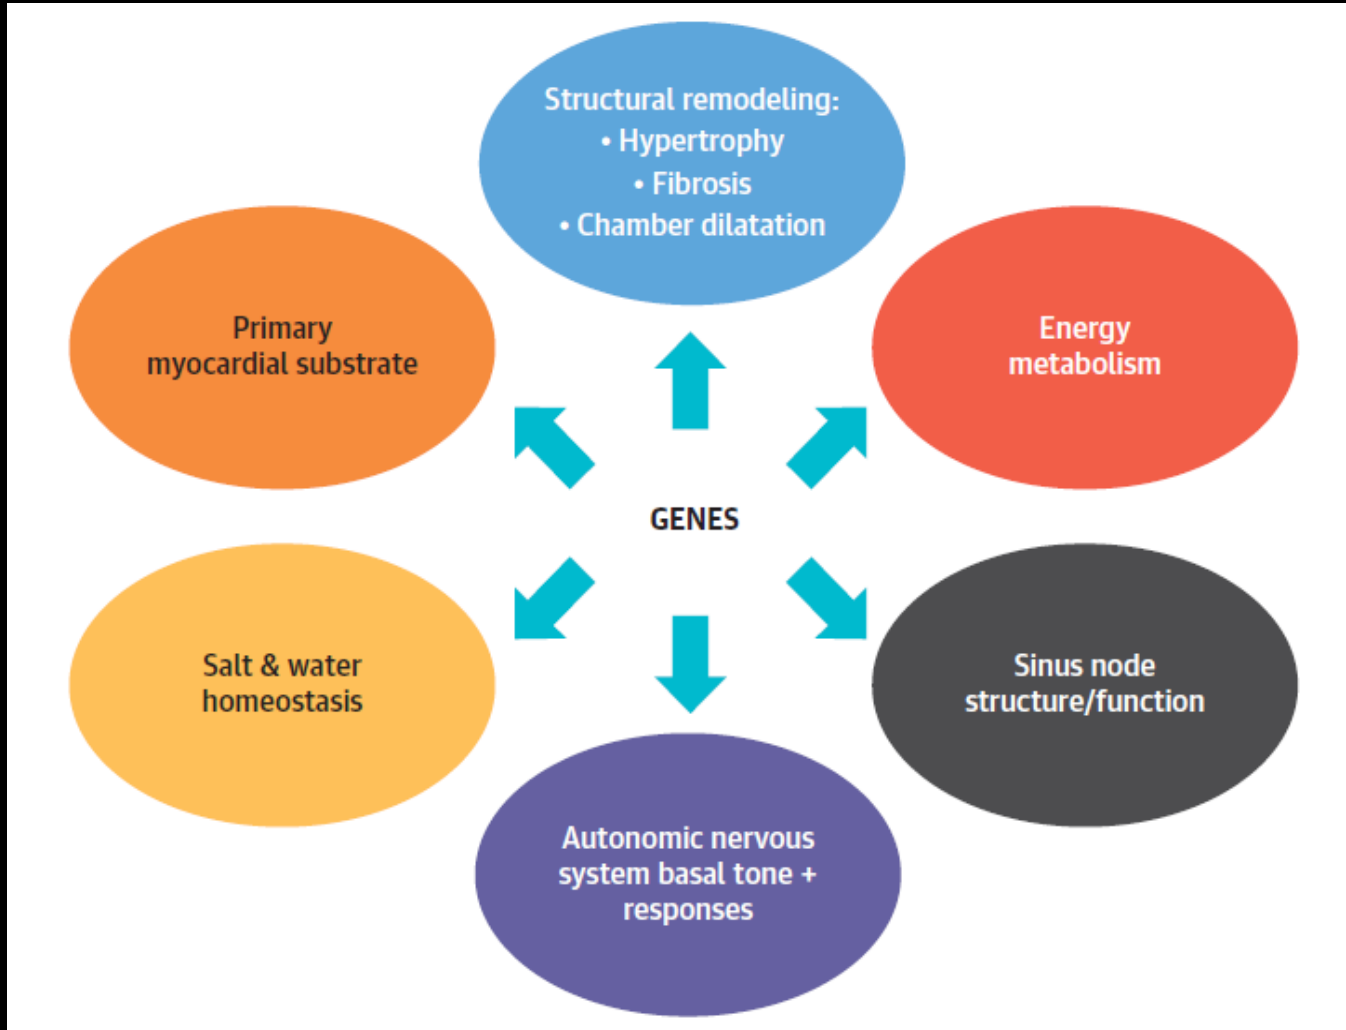 Structural remodeling:
• Hypertrophy
• Fibrosis
• Chamber dilatation
Primary
myocardial substrate
Energy
metabolism
GENES
Salt & water
homeostasis
Sinus node
structure/function
Autonomic nervous
system basal tone +
responses